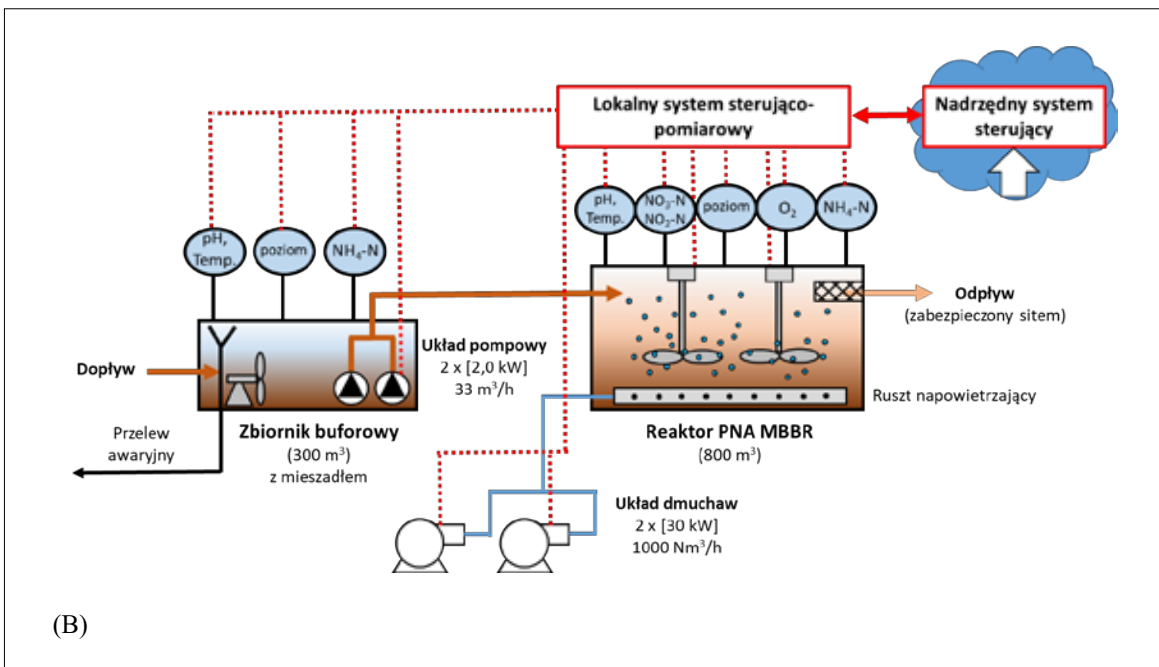 Lokalny system sterująco-
pomiarowy
Nadrzędny system
sterujący
pH,
Temp.
poziom
NH₄-N
pH,
Temp.
NO₃-N
NO₂-N
poziom
O₂
NH₄-N
Dopływ
Układ pompowy
2 x [2,0 kW]
33 m³/h
Odpływ
(zabezpieczony sitem)
Ruszt napowietrzający
Przelew
awaryjny
Zbiornik buforowy
(300 m³)
z mieszadłem
Reaktor PNA MBBR
(800 m³)
Układ dmuchaw
2 x [30 kW]
1000 Nm³/h
(B)